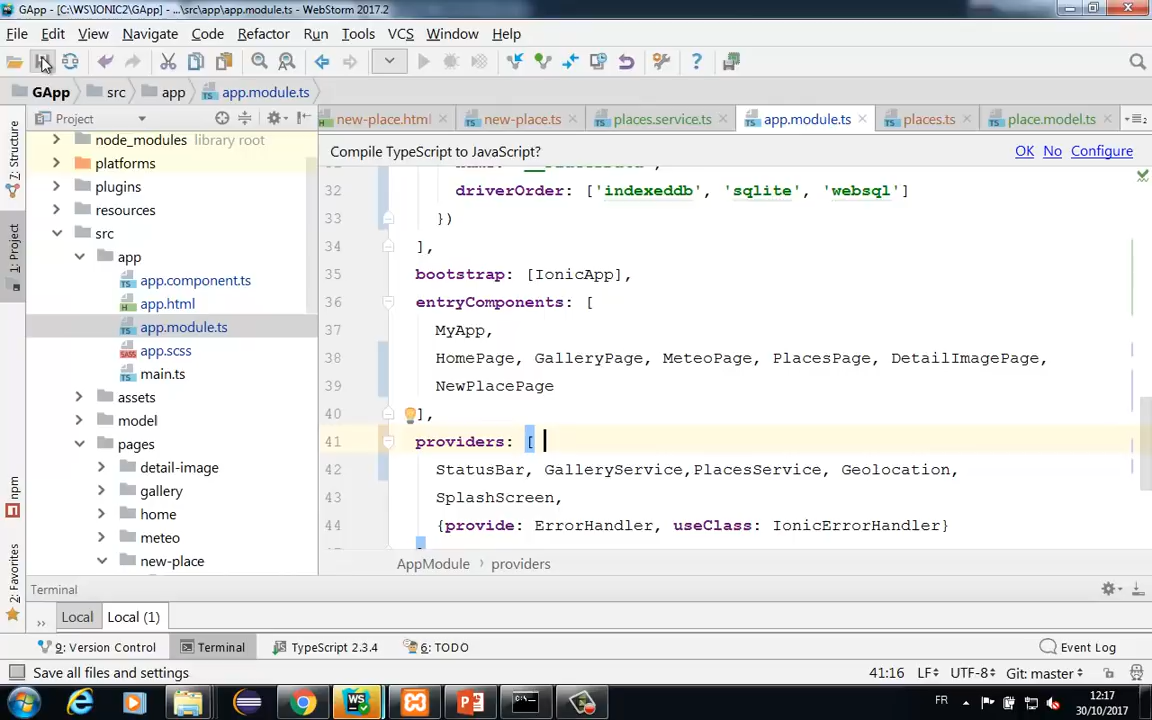 GApp - [C:\WS\IONIC2\GApp] - ...\src\app\app.module.ts - WebStorm 2017.2
File Edit View Navigate Code Refactor Run Tools VCS Window Help
GApp src app app.module.ts
Project
new-place.html new-place.ts places.service.ts app.module.ts places.ts place.model.ts
Compile TypeScript to JavaScript? OK No Configure
node_modules library root
platforms
plugins
resources
src
app
app.component.ts
app.html
app.module.ts
app.scss
main.ts
assets
model
pages
detail-image
gallery
home
meteo
new-place
7: Structure
1: Project
npm
2: Favorites
32 driverOrder: ['indexeddb', 'sqlite', 'websql']
33 })
34 ],
35 bootstrap: [IonicApp],
36 entryComponents: [
37 MyApp,
38 HomePage, GalleryPage, MeteoPage, PlacesPage, DetailImagePage,
39 NewPlacePage
40 ],
41 providers: [
42 StatusBar, GalleryService,PlacesService, Geolocation,
43 SplashScreen,
44 {provide: ErrorHandler, useClass: IonicErrorHandler}
AppModule › providers
Terminal
Local Local (1)
9: Version Control Terminal TypeScript 2.3.4 6: TODO Event Log
Save all files and settings 41:16 LF÷ UTF-8÷ Git: master÷
FR 12:17
30/10/2017